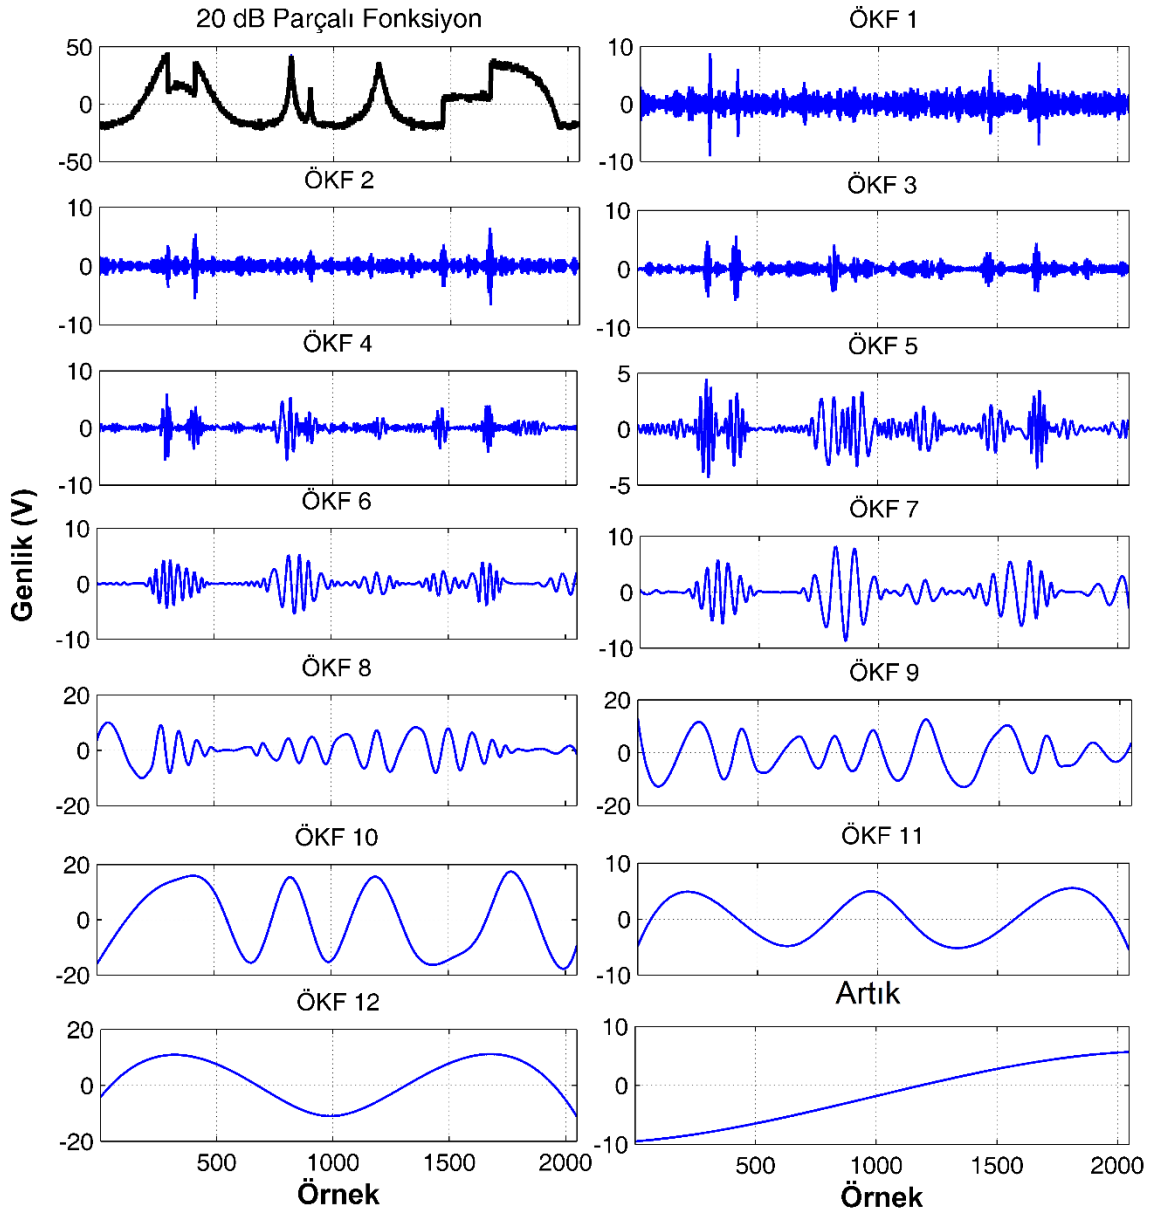 20 dB Parçalı Fonksiyon
50
0
-50
ÖKF 1
10
0
-10
ÖKF 2
10
0
-10
ÖKF 3
10
0
-10
ÖKF 4
10
0
-10
ÖKF 5
5
0
-5
Genlik (V)
ÖKF 6
10
0
-10
ÖKF 7
10
0
-10
ÖKF 8
20
0
-20
ÖKF 9
20
0
-20
ÖKF 10
20
0
-20
ÖKF 11
10
0
-10
ÖKF 12
20
0
-20
500 1000 1500 2000
Örnek
Artık
10
0
-10
500 1000 1500 2000
Örnek